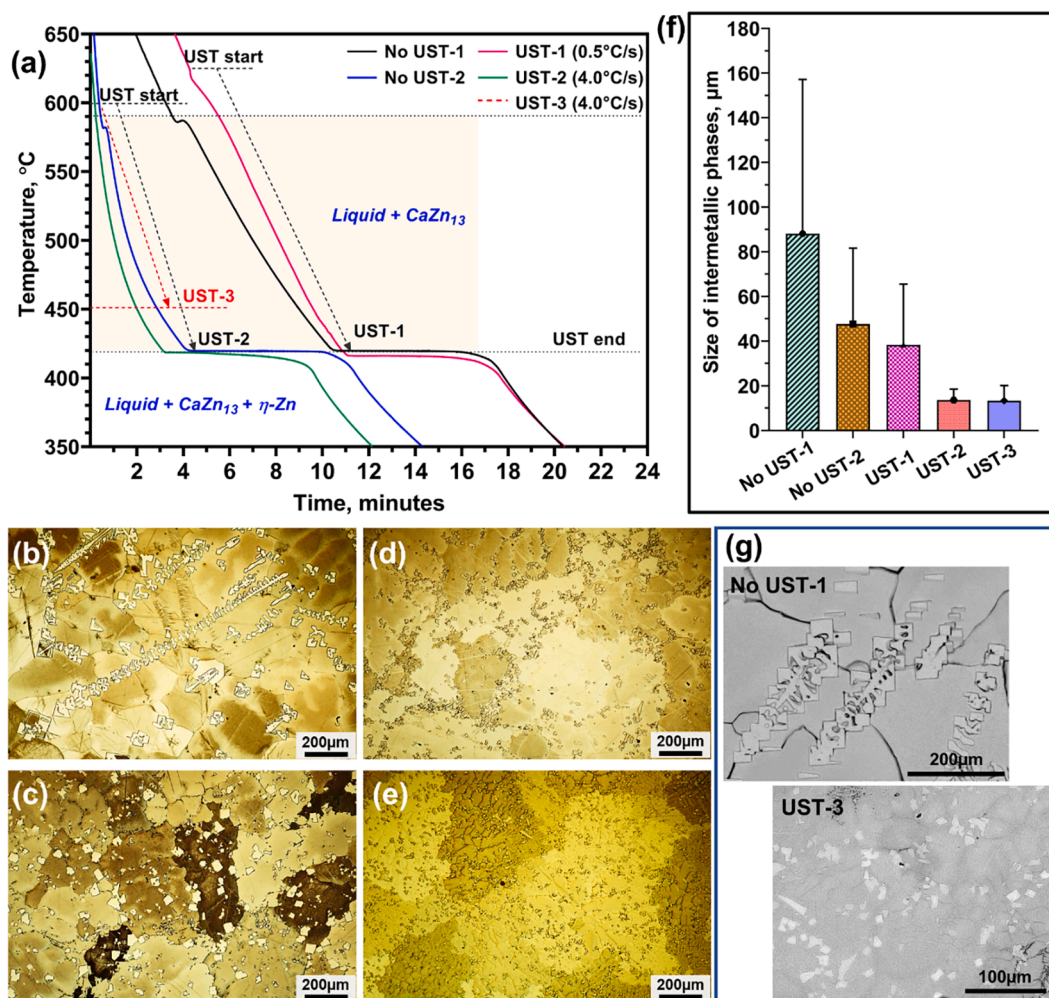 (a)
650
600
550
500
450
400
350
Temperature, °C
2 4 6 8 10 12 14 16 18 20 22 24
Time, minutes
UST start
UST start
No UST-1
UST-1 (0.5°C/s)
No UST-2
UST-2 (4.0°C/s)
UST-3 (4.0°C/s)
Liquid + CaZn13
UST-3
UST-2
UST-1
UST end
Liquid + CaZn13 + η-Zn
(f)
180
160
140
120
100
80
60
40
20
0
Size of intermetallic phases, µm
No UST-1
No UST-2
UST-1
UST-2
UST-3
(b)
200µm
(d)
200µm
(c)
200µm
(e)
200µm
(g)
No UST-1
200µm
UST-3
100µm